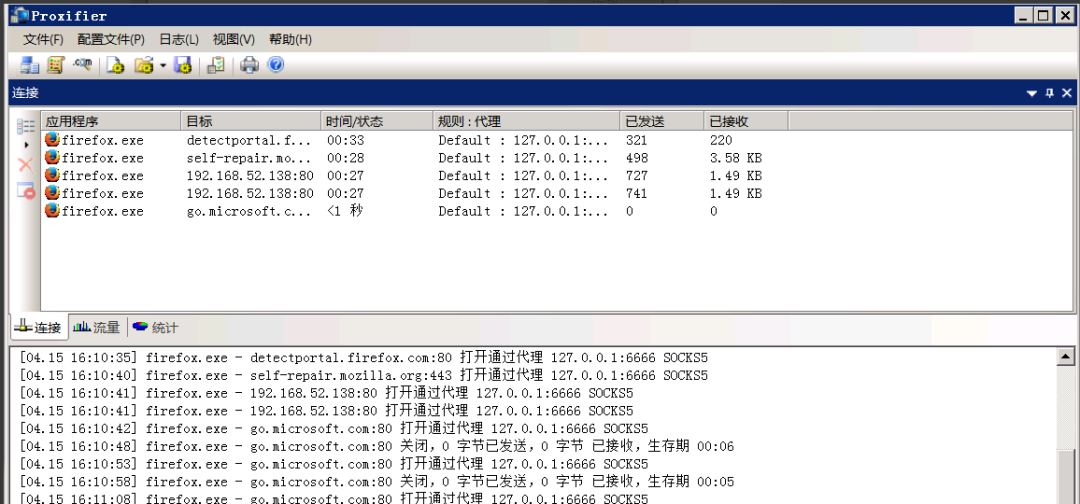 Proxifier
文件(F) 配置文件(P) 日志(L) 视图(V) 帮助(H)
连接
应用程序 目标 时间/状态 规则 : 代理 已发送 已接收
firefox.exe detectportal.f... 00:33 Default : 127.0.0.1:... 321 220
firefox.exe self-repair.mo... 00:28 Default : 127.0.0.1:... 498 3.58 KB
firefox.exe 192.168.52.138:80 00:27 Default : 127.0.0.1:... 727 1.49 KB
firefox.exe 192.168.52.138:80 00:27 Default : 127.0.0.1:... 741 1.49 KB
firefox.exe go.microsoft.c... <1 秒 Default : 127.0.0.1:... 0 0
连接 流量 统计
[04.15 16:10:35] firefox.exe - detectportal.firefox.com:80 打开通过代理 127.0.0.1:6666 SOCKS5
[04.15 16:10:40] firefox.exe - self-repair.mozilla.org:443 打开通过代理 127.0.0.1:6666 SOCKS5
[04.15 16:10:41] firefox.exe - 192.168.52.138:80 打开通过代理 127.0.0.1:6666 SOCKS5
[04.15 16:10:41] firefox.exe - 192.168.52.138:80 打开通过代理 127.0.0.1:6666 SOCKS5
[04.15 16:10:42] firefox.exe - go.microsoft.com:80 打开通过代理 127.0.0.1:6666 SOCKS5
[04.15 16:10:48] firefox.exe - go.microsoft.com:80 关闭，0 字节已发送，0 字节 已接收，生存期 00:06
[04.15 16:10:53] firefox.exe - go.microsoft.com:80 打开通过代理 127.0.0.1:6666 SOCKS5
[04.15 16:10:58] firefox.exe - go.microsoft.com:80 关闭，0 字节已发送，0 字节 已接收，生存期 00:05
[04.15 16:11:08] firefox.exe - go.microsoft.com:80 打开通过代理 127.0.0.1:6666 SOCKS5